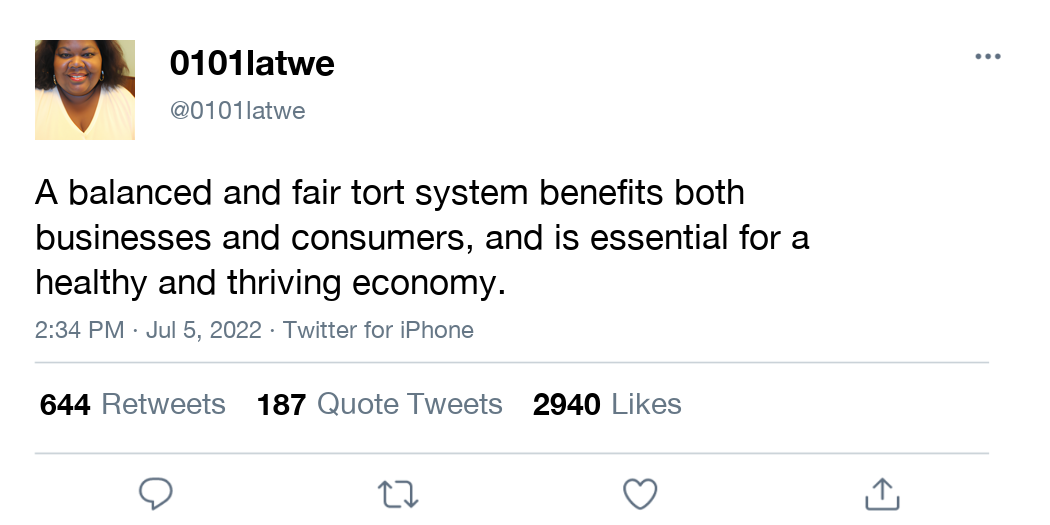 0101latwe
@0101latwe
A balanced and fair tort system benefits both
businesses and consumers, and is essential for a
healthy and thriving economy.
2:34 PM · Jul 5, 2022 · Twitter for iPhone
644 Retweets 187 Quote Tweets 2940 Likes